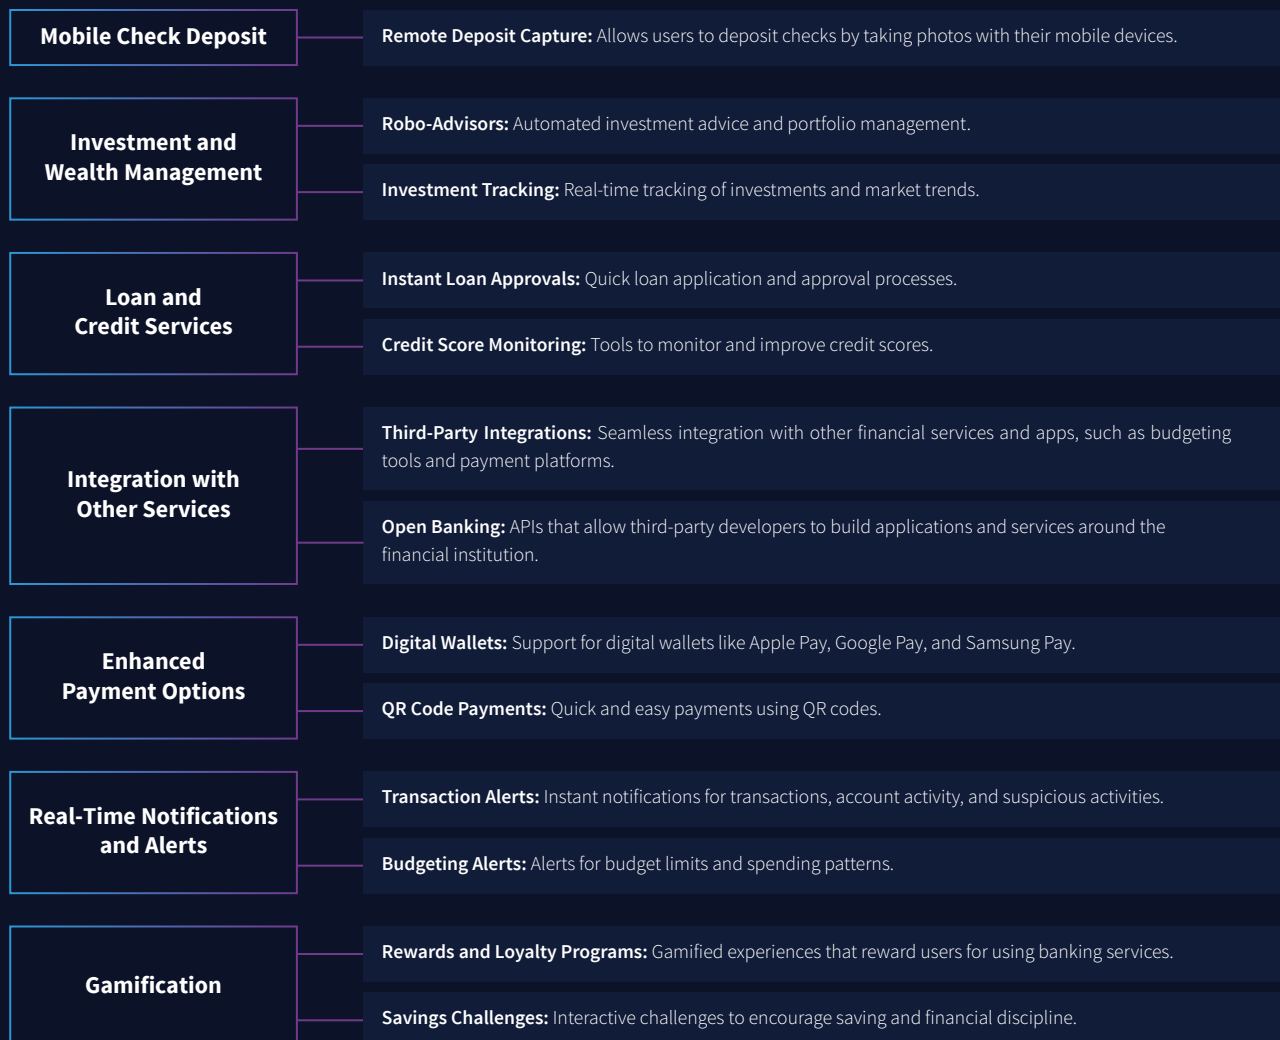 Mobile Check Deposit
Remote Deposit Capture: Allows users to deposit checks by taking photos with their mobile devices.
Investment and
Wealth Management
Robo-Advisors: Automated investment advice and portfolio management.
Investment Tracking: Real-time tracking of investments and market trends.
Loan and
Credit Services
Instant Loan Approvals: Quick loan application and approval processes.
Credit Score Monitoring: Tools to monitor and improve credit scores.
Integration with
Other Services
Third-Party Integrations: Seamless integration with other financial services and apps, such as budgeting
tools and payment platforms.
Open Banking: APIs that allow third-party developers to build applications and services around the
financial institution.
Enhanced
Payment Options
Digital Wallets: Support for digital wallets like Apple Pay, Google Pay, and Samsung Pay.
QR Code Payments: Quick and easy payments using QR codes.
Real-Time Notifications
and Alerts
Transaction Alerts: Instant notifications for transactions, account activity, and suspicious activities.
Budgeting Alerts: Alerts for budget limits and spending patterns.
Gamification
Rewards and Loyalty Programs: Gamified experiences that reward users for using banking services.
Savings Challenges: Interactive challenges to encourage saving and financial discipline.